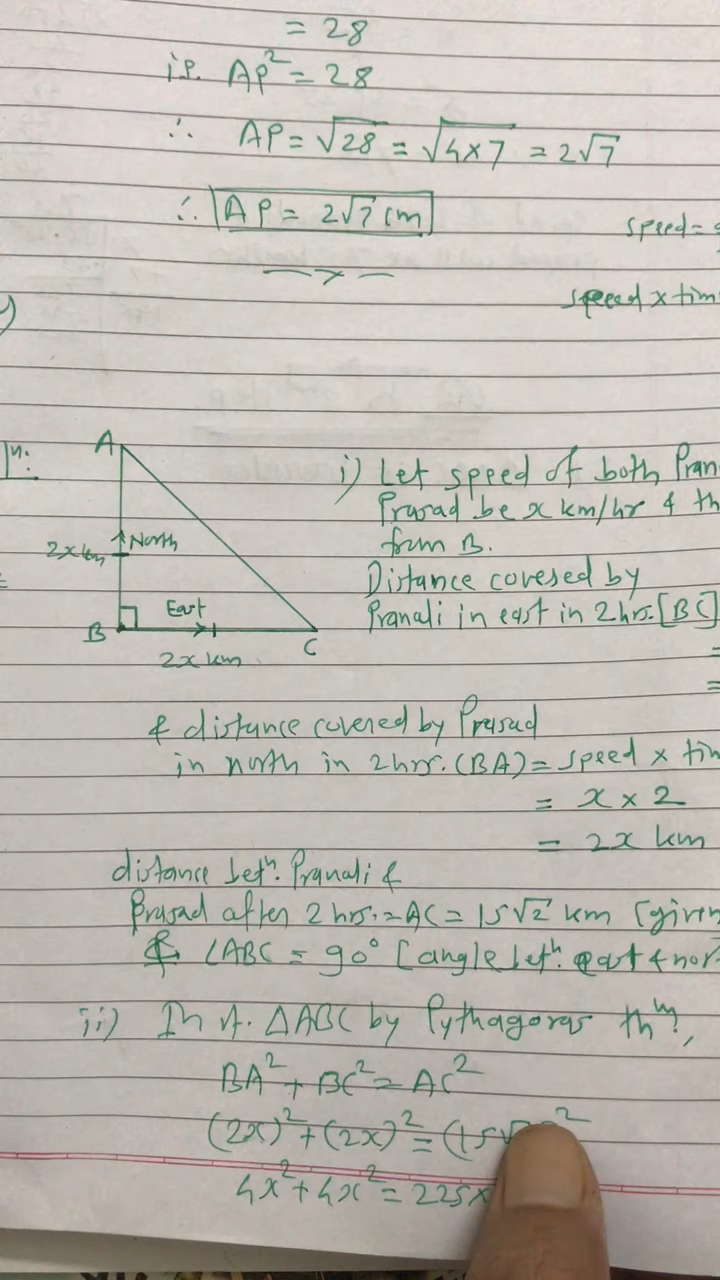 = 28
i.e. AP² = 28
∴ AP = √28 = √4×7 = 2√7
∴ AP = 2√7 cm
speed =
speed × tim
A
2x km
North
East
B
C
2x km
i) Let speed of both Pran
Prasad be x km/hr & th
from B.
Distance covered by
Pranali in east in 2 hrs. [BC]
=
=
& distance covered by Prasad
in north in 2 hrs. (BA) = speed × tim
= x × 2
= 2x km
distance betⁿ. Pranali &
Prasad after 2 hrs. = AC = 15√2 km [given
& ∠ABC = 90° [angle betⁿ. east & nor
ii) In rt. △ABC by Pythagoras thᵐ,
BA² + BC² = AC²
(2x)² + (2x)² = (15√ ²
4x² + 4x² = 225×